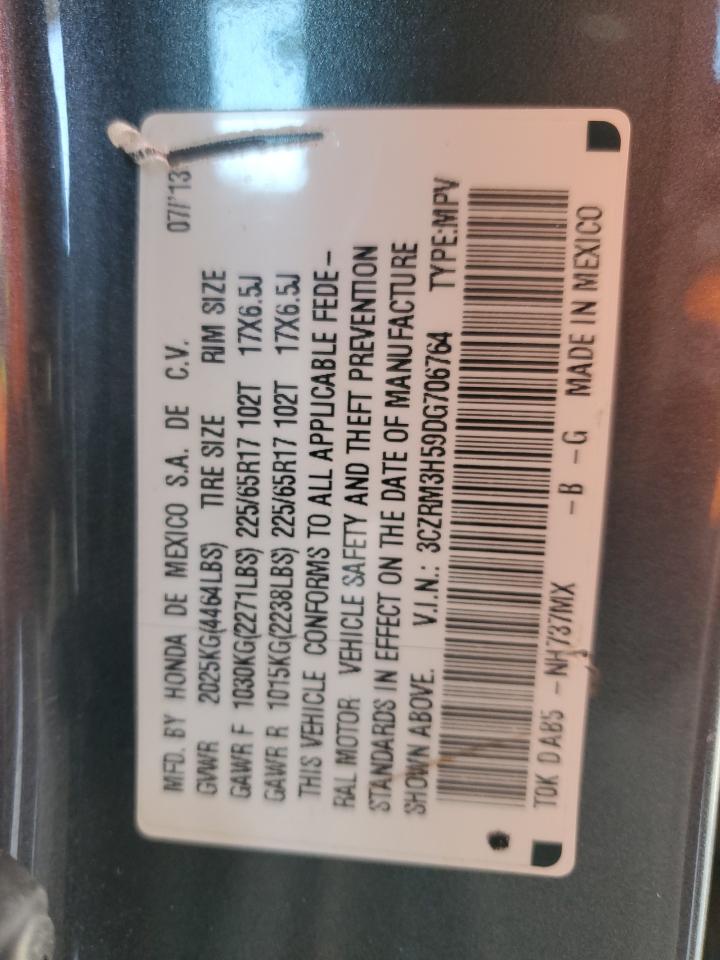 MFD. BY HONDA DE MEXICO S.A. DE C.V. 07/'13
GVWR 2025KG(4464LBS) TIRE SIZE RIM SIZE
GAWR F 1030KG(2271LBS) 225/65R17 102T 17X6.5J
GAWR R 1015KG(2238LBS) 225/65R17 102T 17X6.5J
THIS VEHICLE CONFORMS TO ALL APPLICABLE FEDE-
RAL MOTOR VEHICLE SAFETY AND THEFT PREVENTION
STANDARDS IN EFFECT ON THE DATE OF MANUFACTURE
SHOWN ABOVE. V.I.N.: 3CZRM3H59DG706764 TYPE:MPV
T0K DAB5 -NH737MX -B -G MADE IN MEXICO